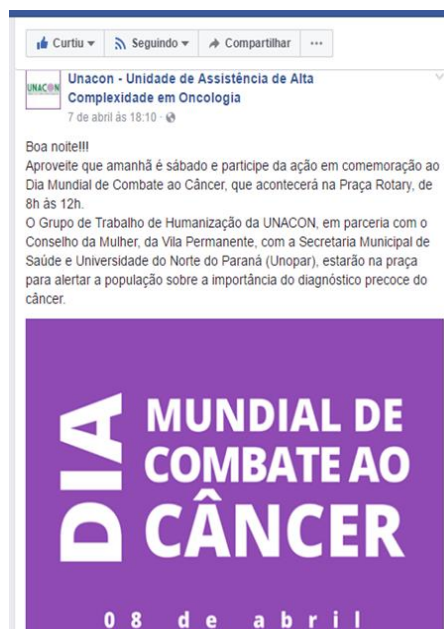 Curtiu Seguindo Compartilhar ...
UNACON
Unacon - Unidade de Assistência de Alta
Complexidade em Oncologia
7 de abril às 18:10 ·
Boa noite!!!
Aproveite que amanhã é sábado e participe da ação em comemoração ao
Dia Mundial de Combate ao Câncer, que acontecerá na Praça Rotary, de
8h às 12h.
O Grupo de Trabalho de Humanização da UNACON, em parceria com o
Conselho da Mulher, da Vila Permanente, com a Secretaria Municipal de
Saúde e Universidade do Norte do Paraná (Unopar), estarão na praça
para alertar a população sobre a importância do diagnóstico precoce do
câncer.
DIA
MUNDIAL DE
COMBATE AO
CÂNCER
08 de abril